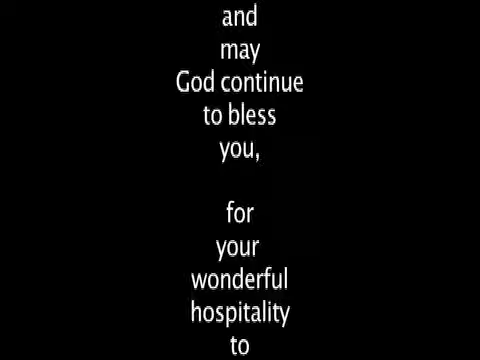 and
may
God continue
to bless
you,
for
your
wonderful
hospitality
to